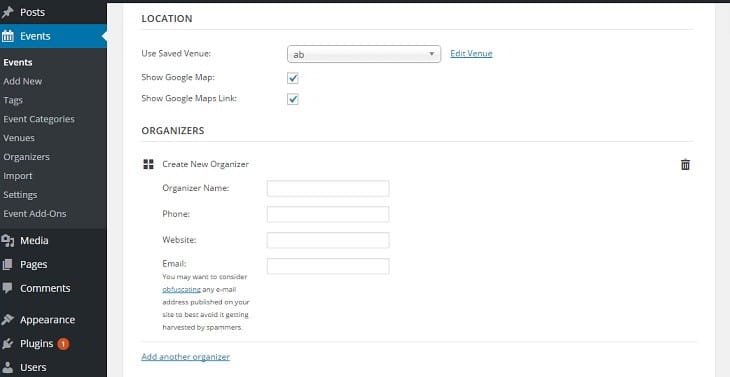 Posts
Events
Events
Add New
Tags
Event Categories
Venues
Organizers
Import
Settings
Event Add-Ons
Media
Pages
Comments
Appearance
Plugins 1
Users
LOCATION
Use Saved Venue: ab Edit Venue
Show Google Map:
Show Google Maps Link:
ORGANIZERS
Create New Organizer
Organizer Name:
Phone:
Website:
Email:
You may want to consider
obfuscating any e-mail
address published on your
site to best avoid it getting
harvested by spammers.
Add another organizer